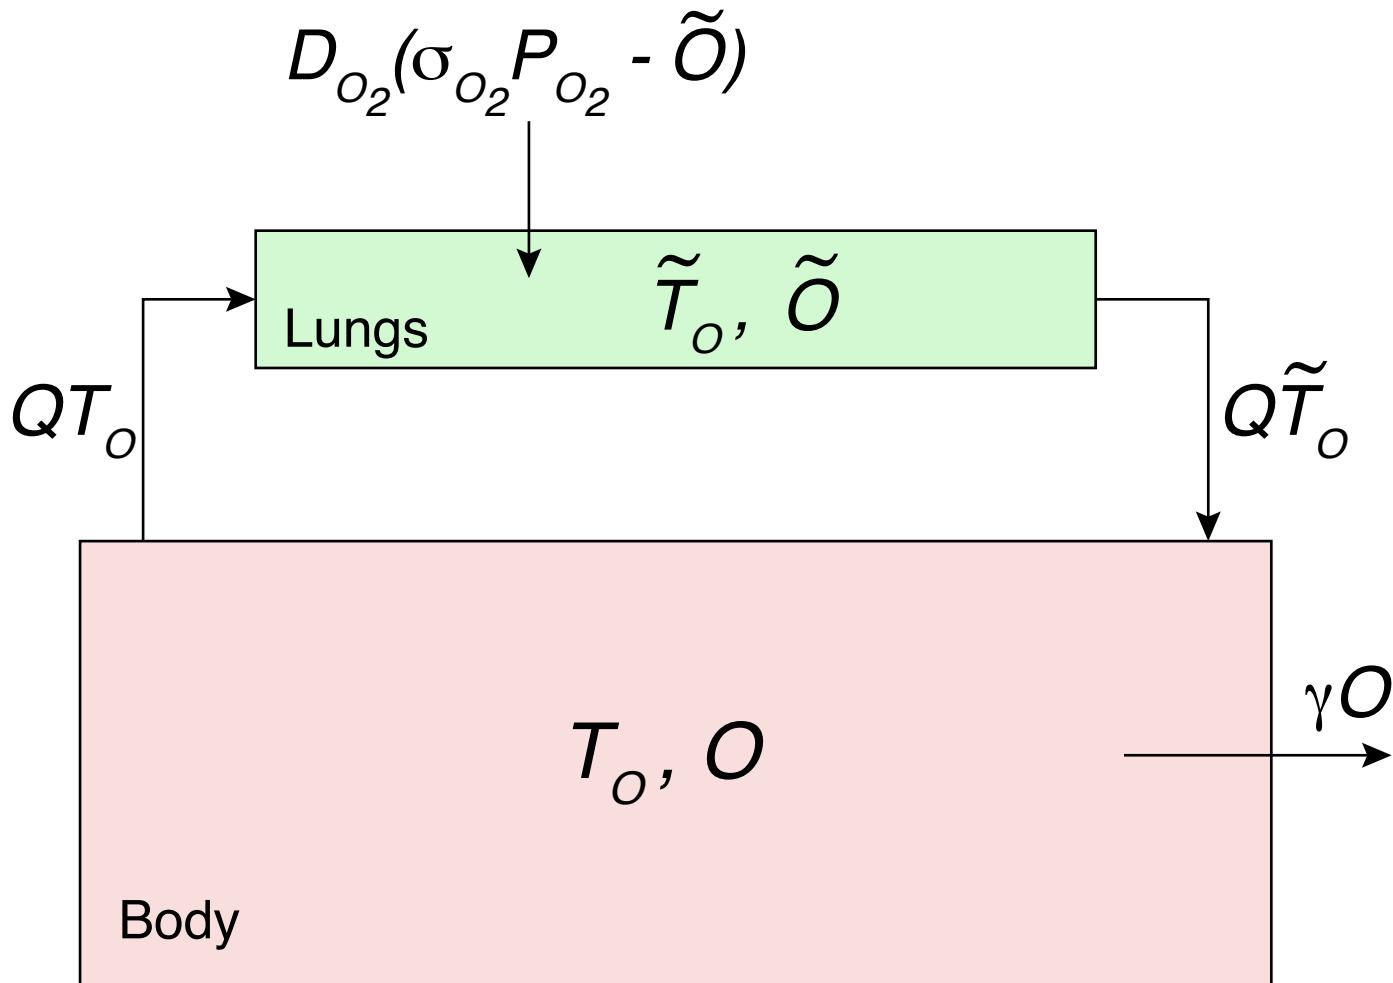 D_{O_2}(σ_{O_2}P_{O_2} - Õ)
Lungs
T̃_O, Õ
QT_O
QT̃_O
γO
T_O, O
Body